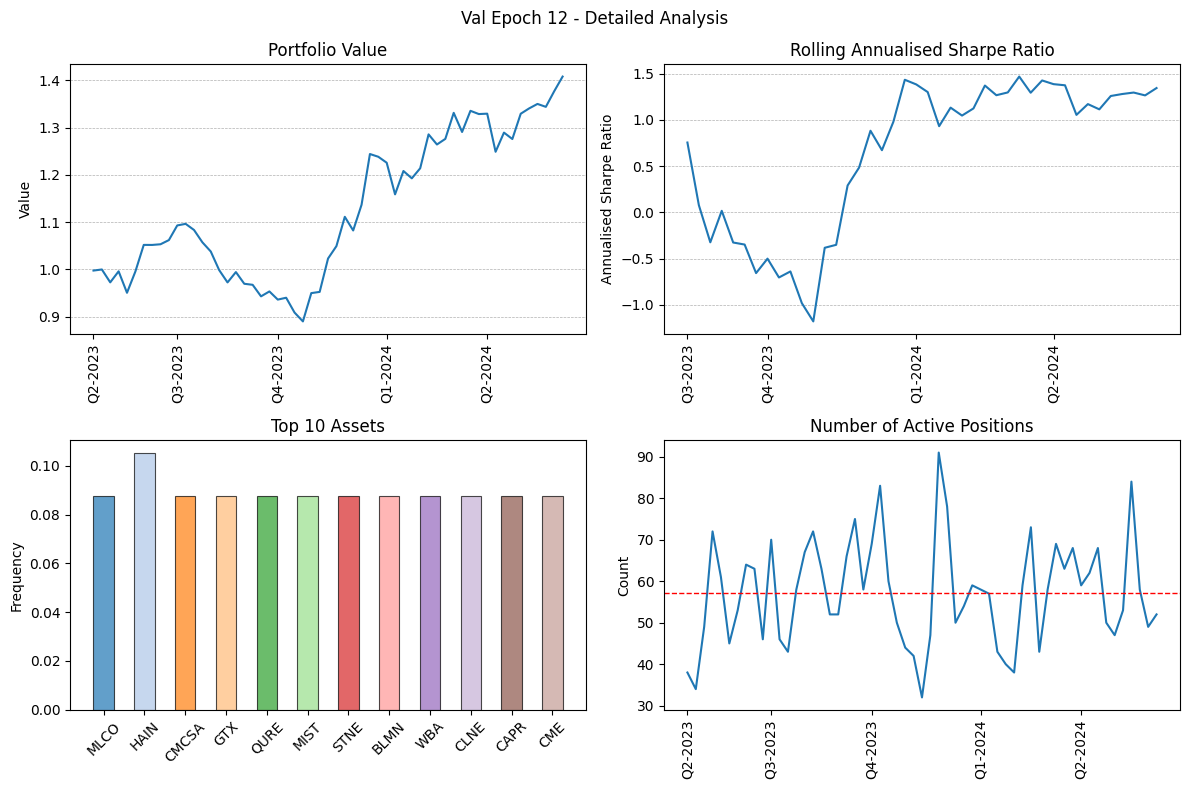 Val Epoch 12 - Detailed Analysis
Portfolio Value
Value
1.4
1.3
1.2
1.1
1.0
0.9
Q2-2023
Q3-2023
Q4-2023
Q1-2024
Q2-2024
Rolling Annualised Sharpe Ratio
Annualised Sharpe Ratio
1.5
1.0
0.5
0.0
−0.5
−1.0
Q3-2023
Q4-2023
Q1-2024
Q2-2024
Top 10 Assets
Frequency
0.10
0.08
0.06
0.04
0.02
0.00
MLCO
HAIN
CMCSA
GTX
QURE
MIST
STNE
BLMN
WBA
CLNE
CAPR
CME
Number of Active Positions
Count
90
80
70
60
50
40
30
Q2-2023
Q3-2023
Q4-2023
Q1-2024
Q2-2024